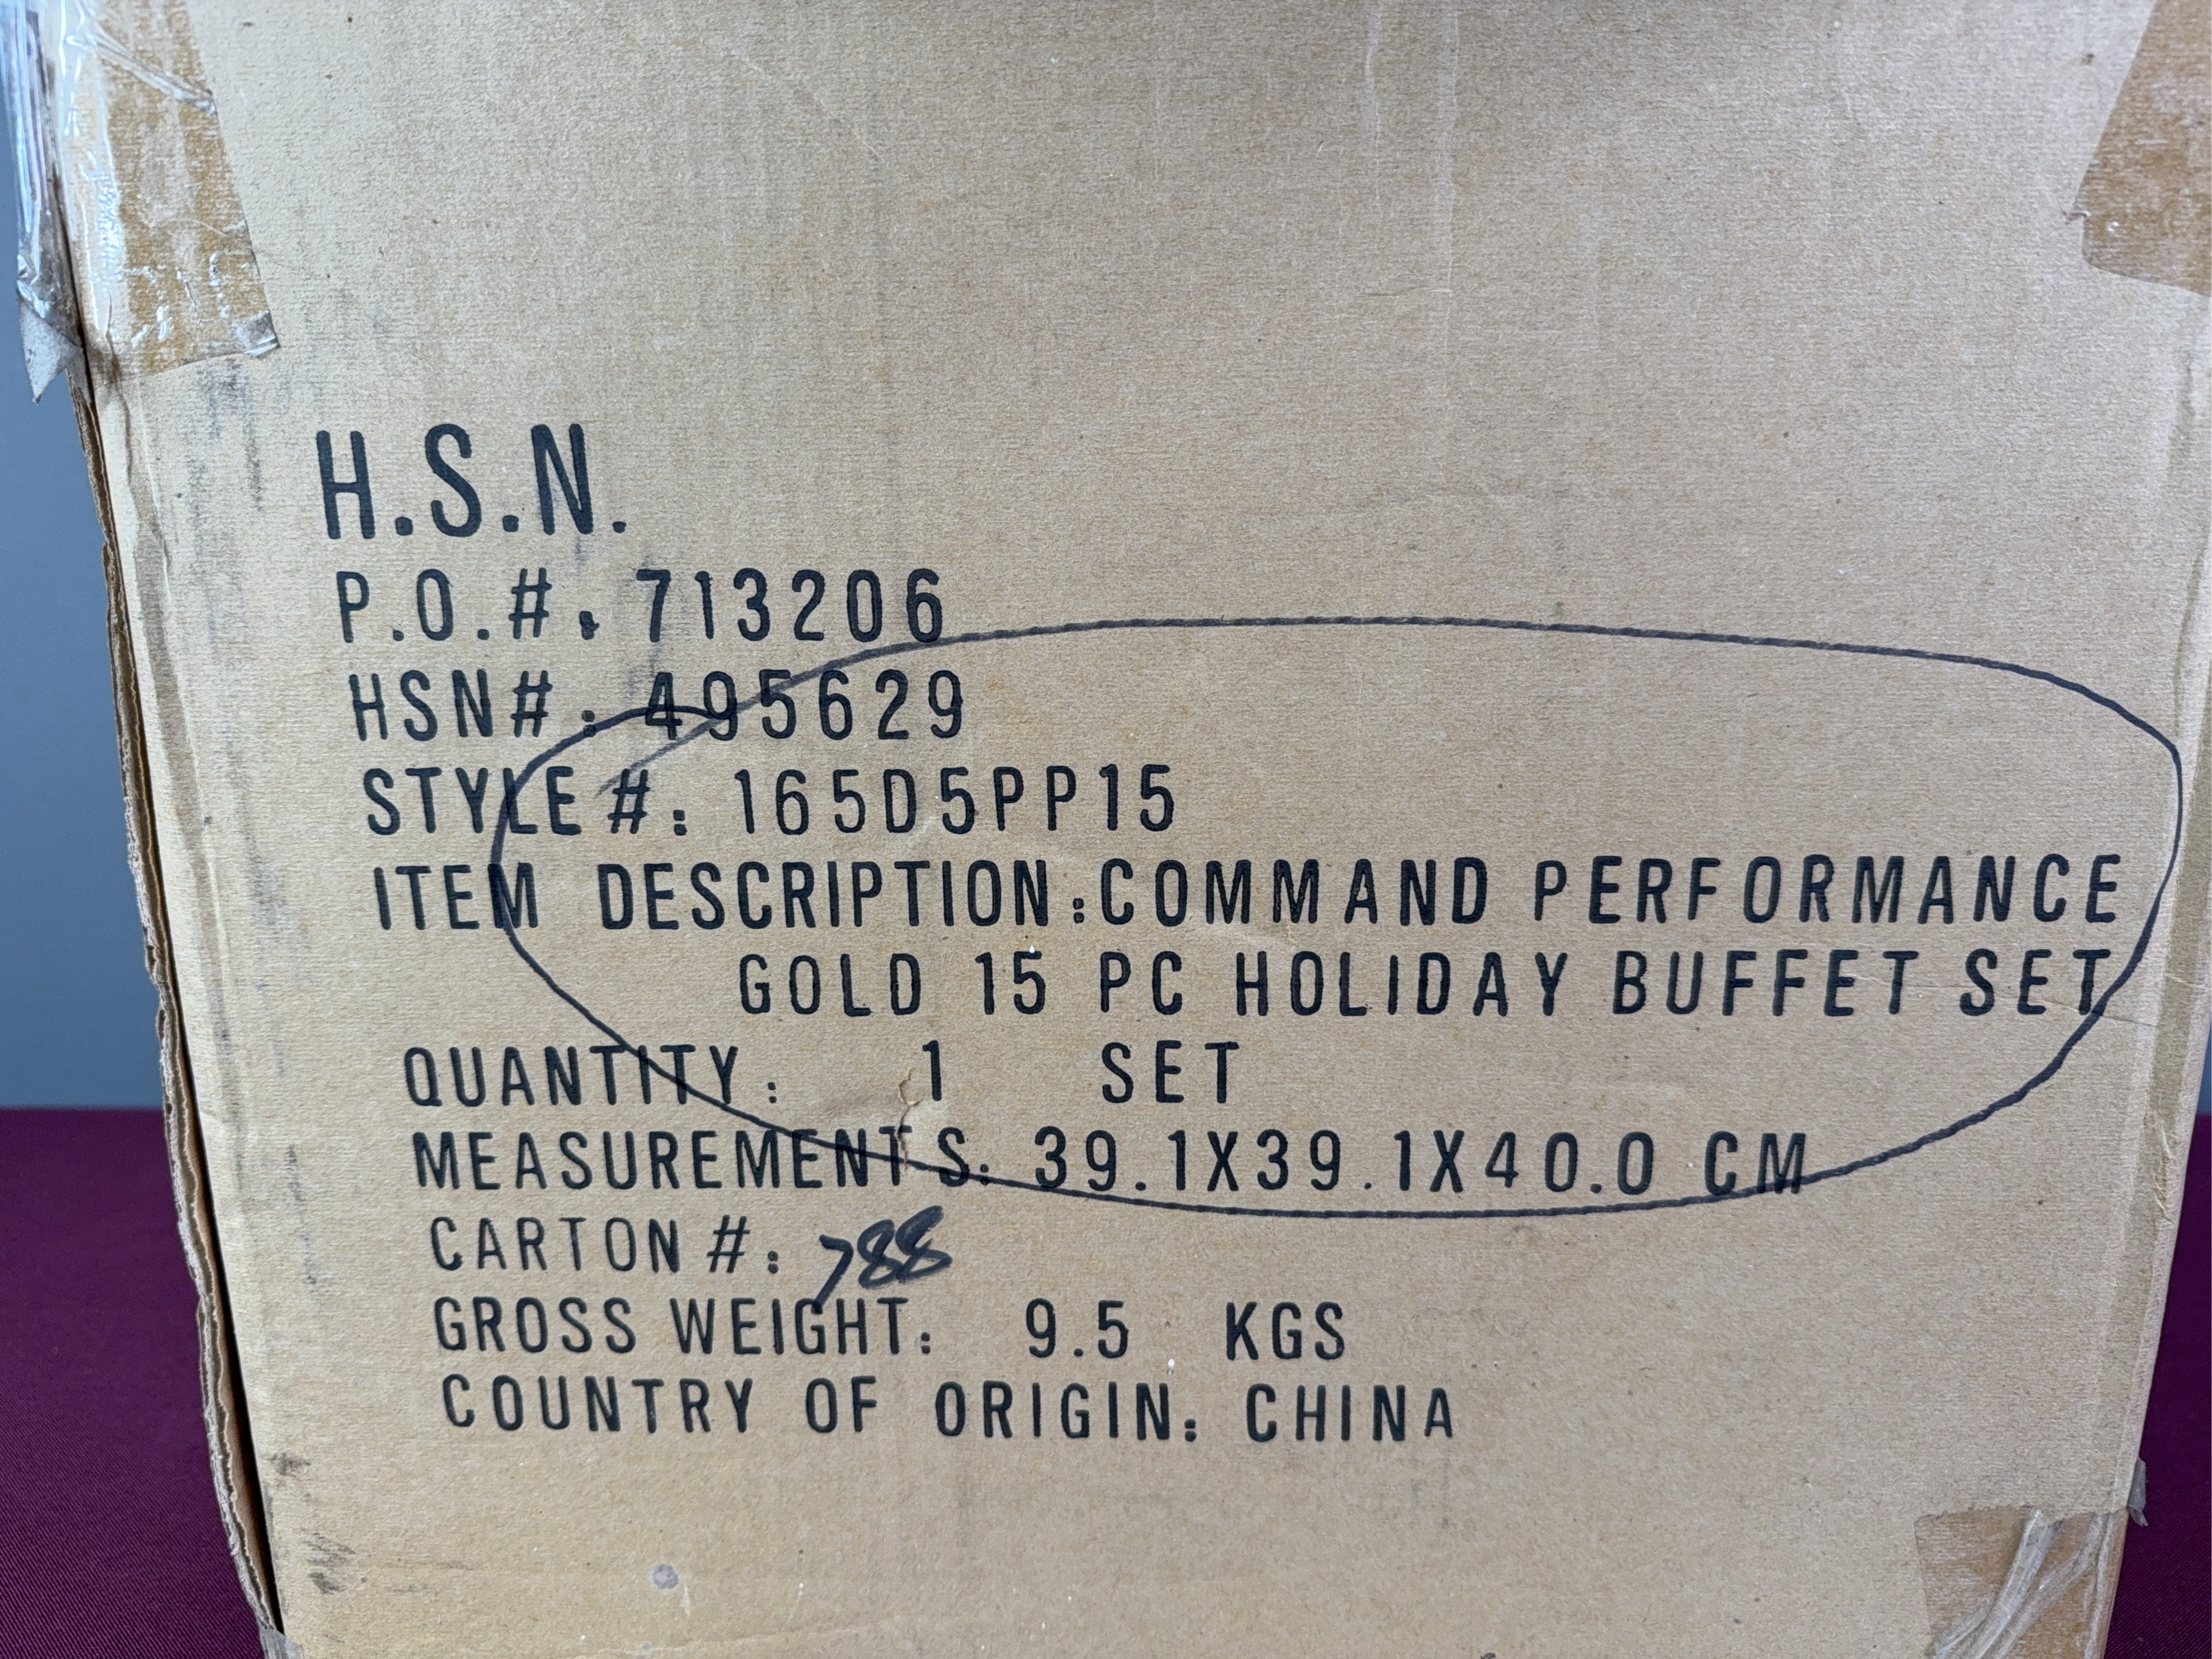 H.S.N.
P.O.#: 713206
HSN#: 495629
STYLE #: 165D5PP15
ITEM DESCRIPTION:COMMAND PERFORMANCE
GOLD 15 PC HOLIDAY BUFFET SET
QUANTITY: 1 SET
MEASUREMENTS: 39.1X39.1X40.0 CM
CARTON #: 788
GROSS WEIGHT: 9.5 KGS
COUNTRY OF ORIGIN: CHINA